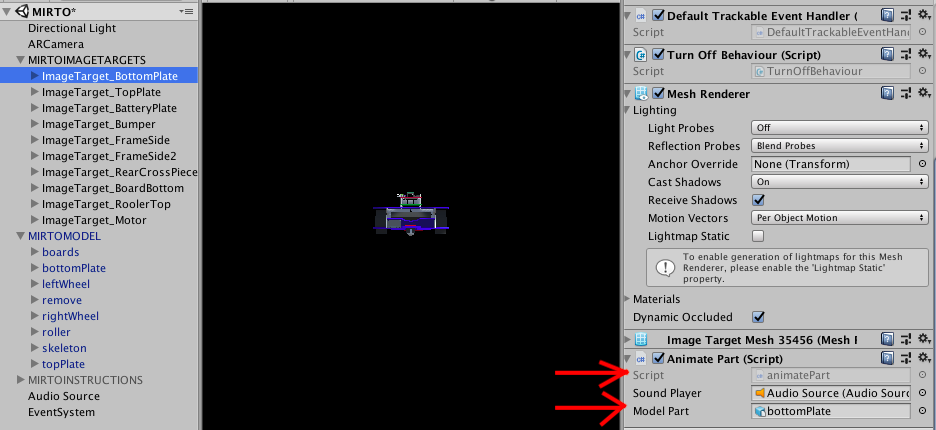 MIRTO*
Directional Light
ARCamera
MIRTOIMAGETARGETS
ImageTarget_BottomPlate
ImageTarget_TopPlate
ImageTarget_BatteryPlate
ImageTarget_Bumper
ImageTarget_FrameSide
ImageTarget_FrameSide2
ImageTarget_RearCrossPiece
ImageTarget_BoardBottom
ImageTarget_RoolerTop
ImageTarget_Motor
MIRTOMODEL
boards
bottomPlate
leftWheel
remove
rightWheel
roller
skeleton
topPlate
MIRTOINSTRUCTIONS
Audio Source
EventSystem
Default Trackable Event Handler (
Script DefaultTrackableEventHan
Turn Off Behaviour (Script)
Script TurnOffBehaviour
Mesh Renderer
Lighting
Light Probes Off
Reflection Probes Blend Probes
Anchor Override None (Transform)
Cast Shadows On
Receive Shadows
Motion Vectors Per Object Motion
Lightmap Static
To enable generation of lightmaps for this Mesh
Renderer, please enable the 'Lightmap Static'
property.
Materials
Dynamic Occluded
Image Target Mesh 35456 (Mesh F
Animate Part (Script)
Script animatePart
Sound Player Audio Source (Audio Sourc
Model Part bottomPlate